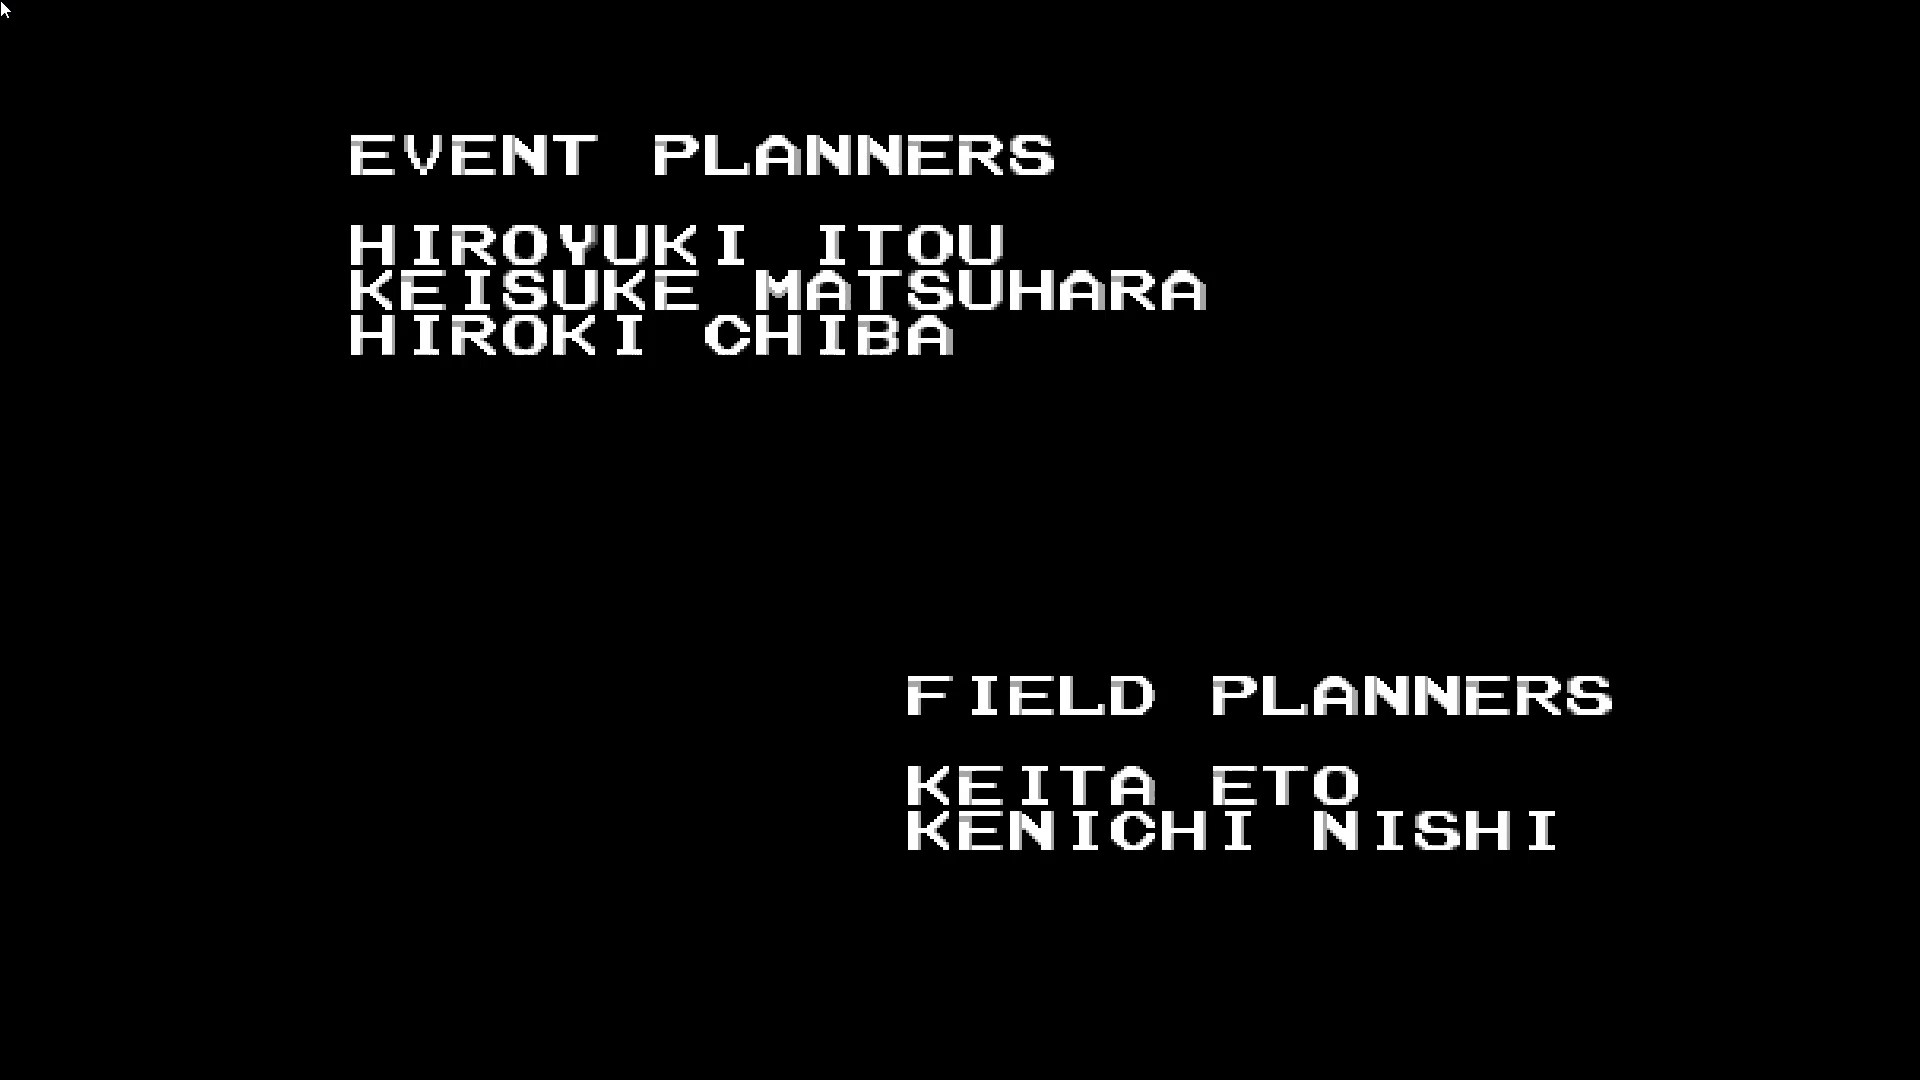 EVENT PLANNERS
HIROYUKI ITOU
KEISUKE MATSUHARA
HIROKI CHIBA
FIELD PLANNERS
KEITA ETO
KENICHI NISHI